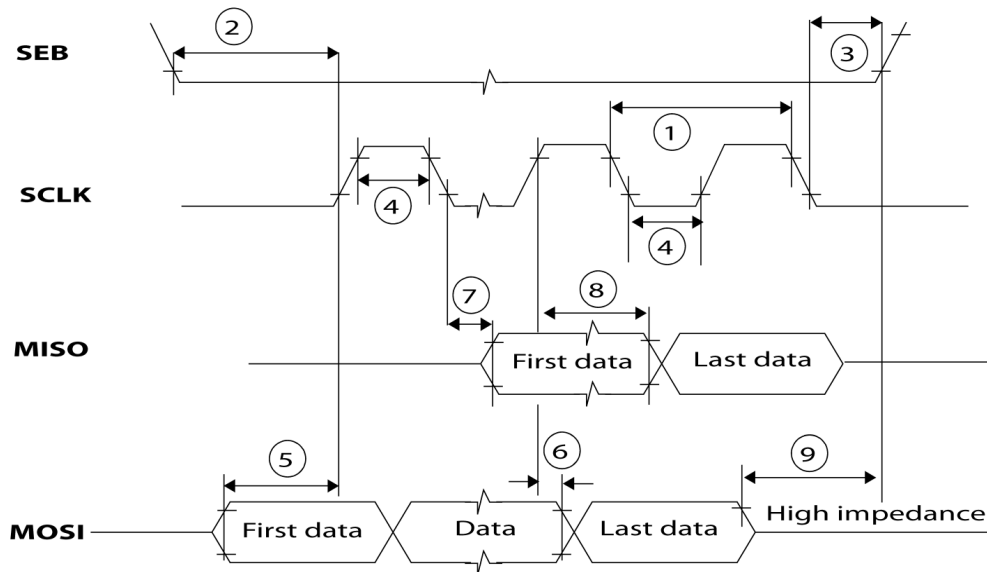 SEB
②
③
①
SCLK
④
④
⑦
⑧
MISO
First data
Last data
⑤
⑥
⑨
MOSI
First data
Data
Last data
High impedance